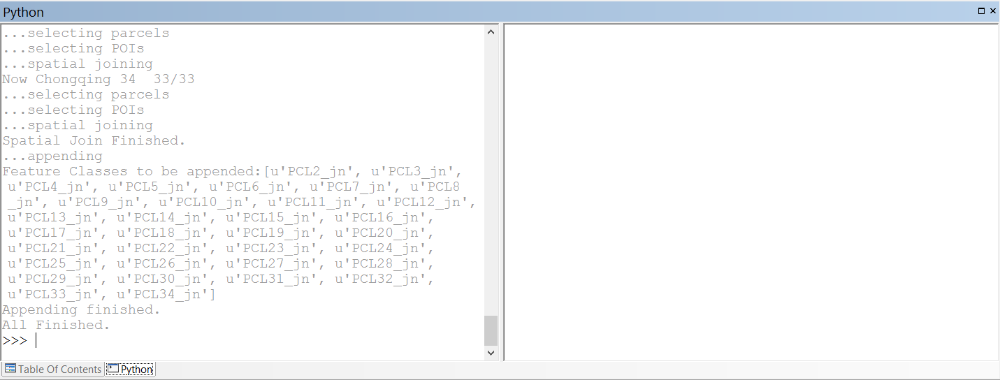 Python
...selecting parcels
...selecting POIs
...spatial joining
Now Chongqing 34  33/33
...selecting parcels
...selecting POIs
...spatial joining
Spatial Join Finished.
...appending
Feature Classes to be appended:[u'PCL2_jn', u'PCL3_jn',
u'PCL4_jn', u'PCL5_jn', u'PCL6_jn', u'PCL7_jn', u'PCL8
_jn', u'PCL9_jn', u'PCL10_jn', u'PCL11_jn', u'PCL12_jn',
u'PCL13_jn', u'PCL14_jn', u'PCL15_jn', u'PCL16_jn',
u'PCL17_jn', u'PCL18_jn', u'PCL19_jn', u'PCL20_jn',
u'PCL21_jn', u'PCL22_jn', u'PCL23_jn', u'PCL24_jn',
u'PCL25_jn', u'PCL26_jn', u'PCL27_jn', u'PCL28_jn',
u'PCL29_jn', u'PCL30_jn', u'PCL31_jn', u'PCL32_jn',
u'PCL33_jn', u'PCL34_jn']
Appending finished.
All Finished.
>>>
Table Of Contents
Python